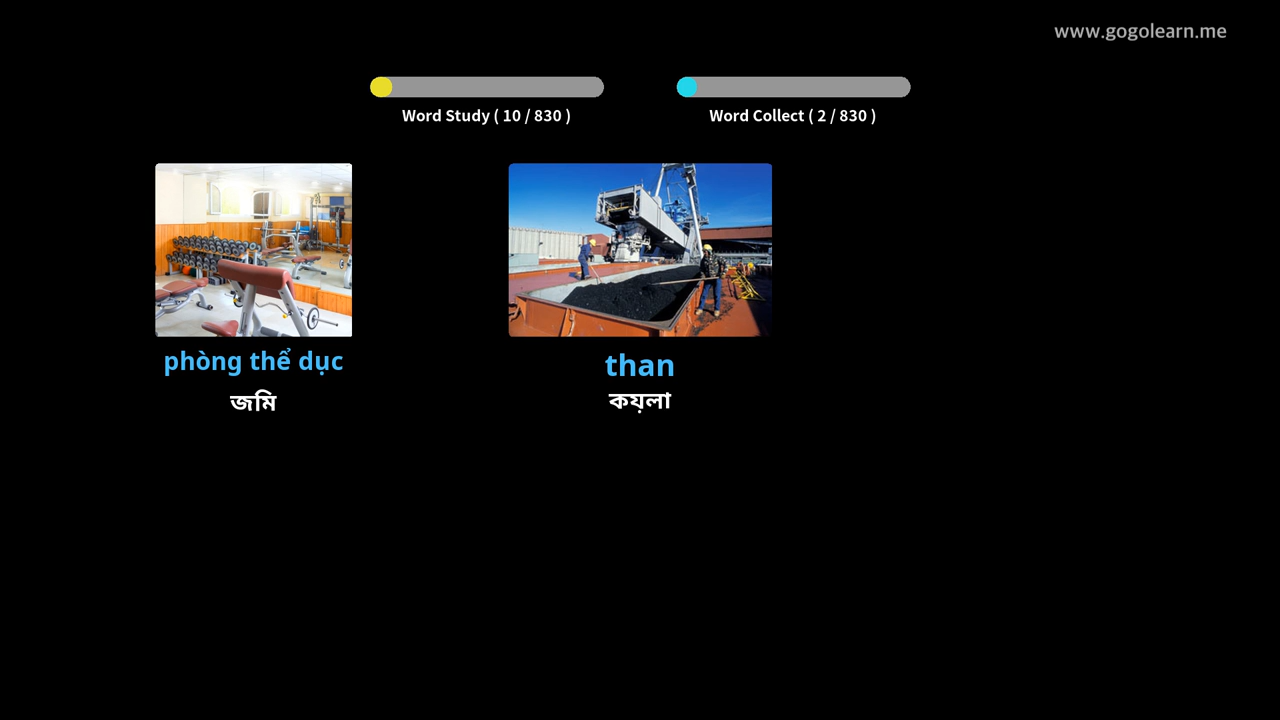 www.gogolearn.me
Word Study ( 10 / 830 )
Word Collect ( 2 / 830 )
phòng thể dục
জমি
than
কয়লা